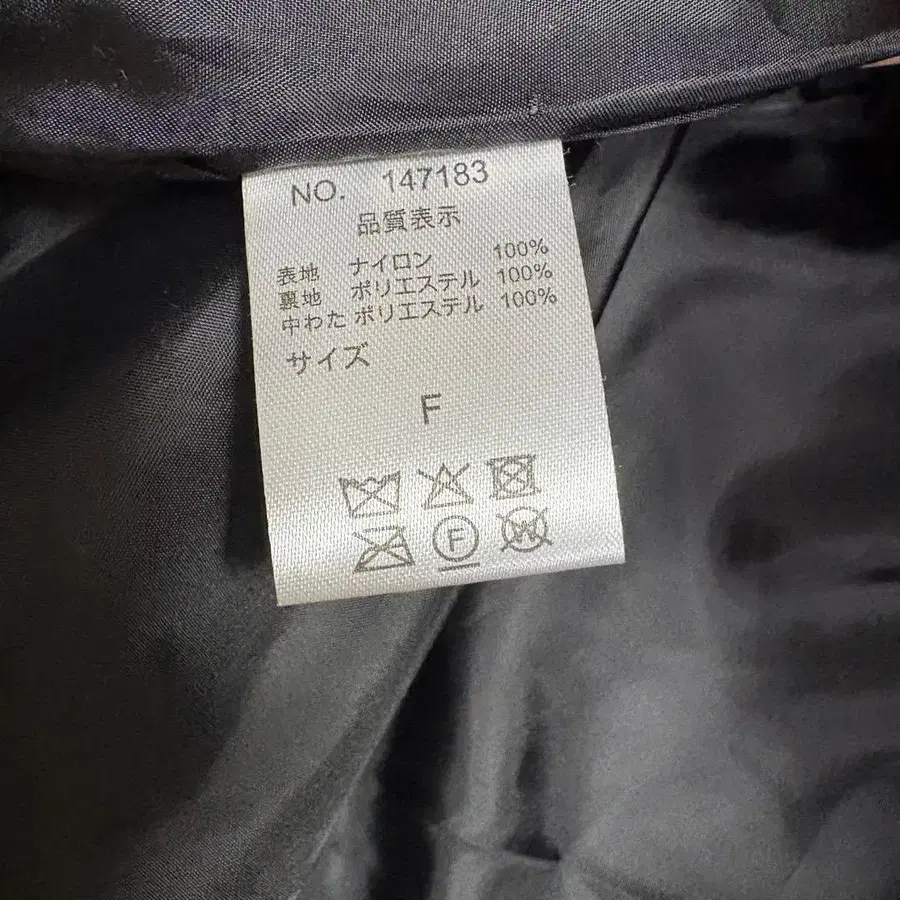 NO. 147183
品質表示
表地 ナイロン 100%
裏地 ポリエステル 100%
中わた ポリエステル 100%
サイズ
F
F
W